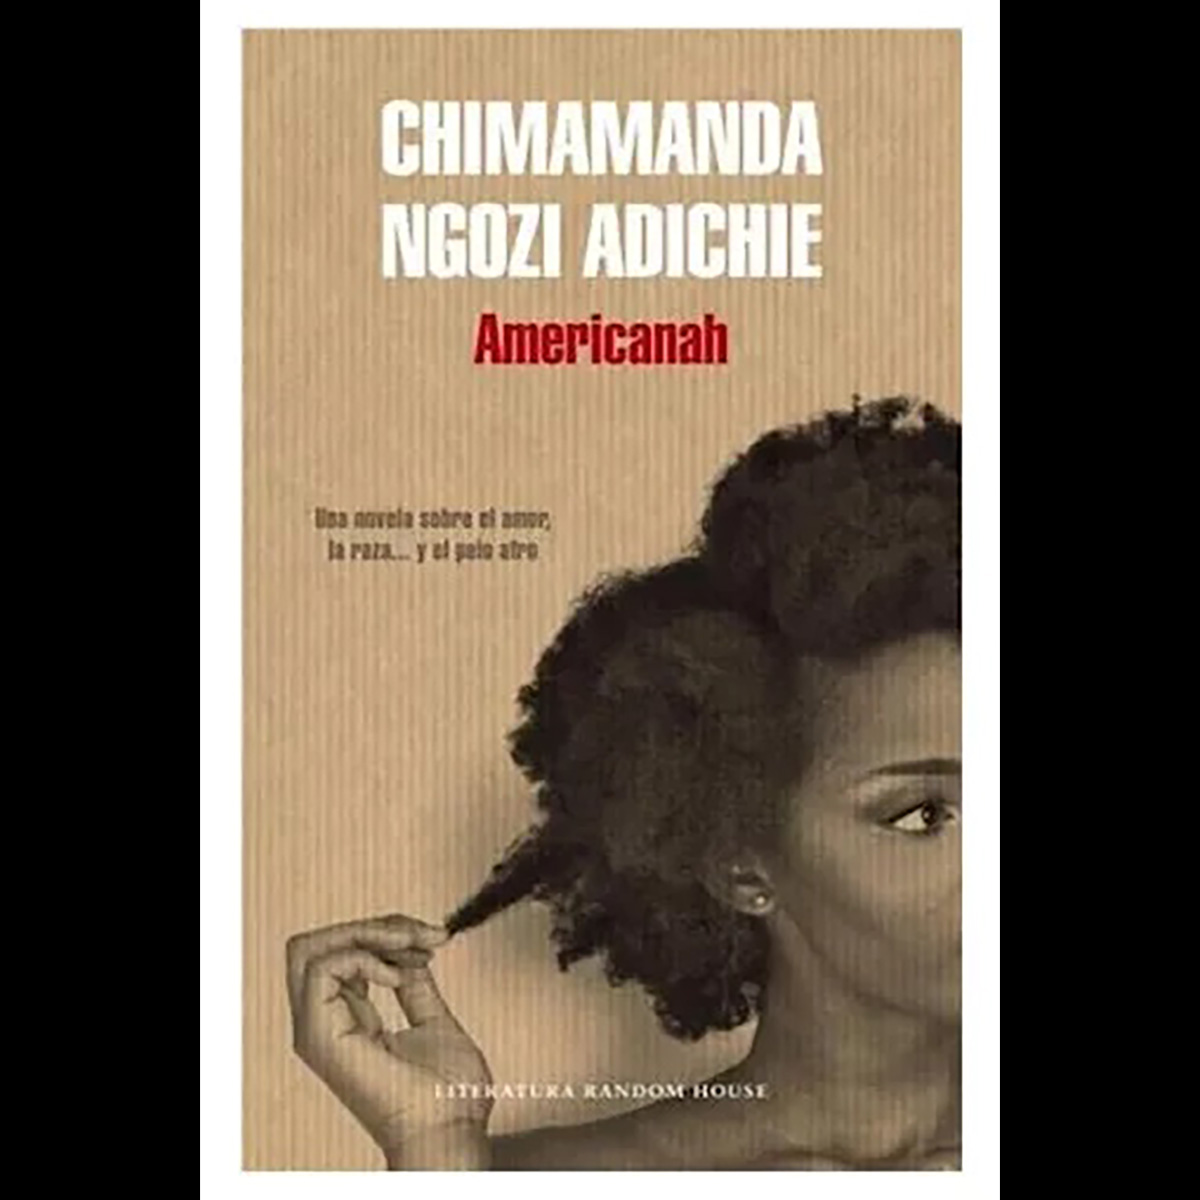 CHIMAMANDA
NGOZI ADICHIE
Americanah
Una novela sobre el amor,
la raza... y el pelo afro
LITERATURA RANDOM HOUSE